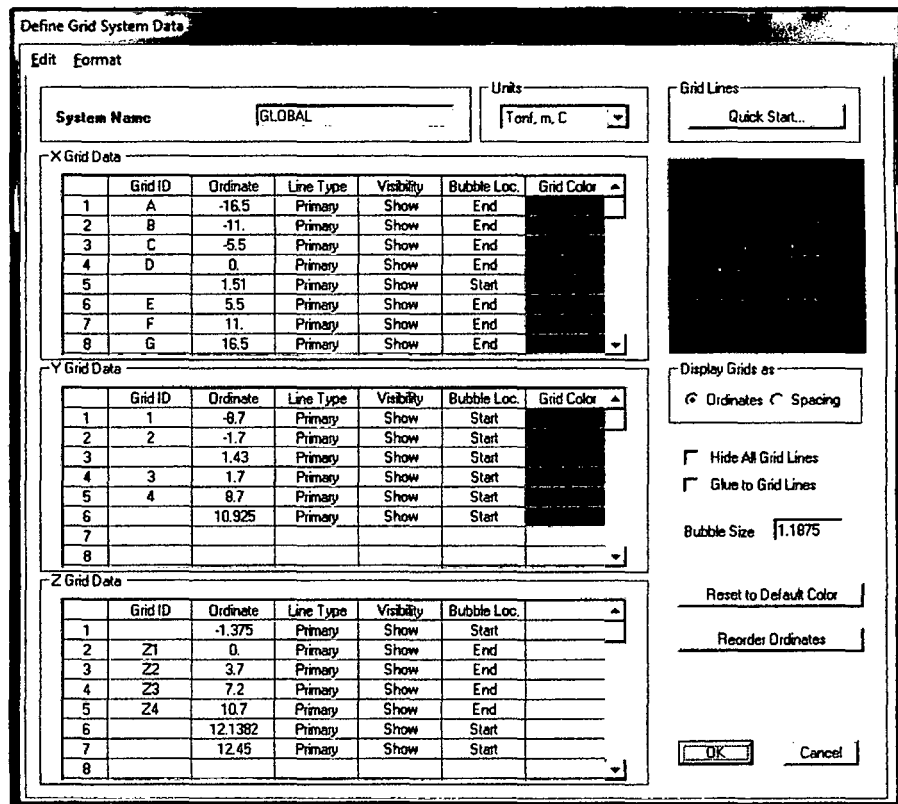 Define Grid System Data
Edit Format
System Name GLOBAL
Units
Tonf, m, C
Grid Lines
Quick Start...
X Grid Data
Grid ID Ordinate Line Type Visibility Bubble Loc. Grid Color
1 A -16.5 Primary Show End
2 B -11. Primary Show End
3 C -5.5 Primary Show End
4 D 0. Primary Show End
5 1.51 Primary Show Start
6 E 5.5 Primary Show End
7 F 11. Primary Show End
8 G 16.5 Primary Show End
Y Grid Data
Grid ID Ordinate Line Type Visibility Bubble Loc. Grid Color
1 1 -8.7 Primary Show Start
2 2 -1.7 Primary Show Start
3 1.43 Primary Show Start
4 3 1.7 Primary Show Start
5 4 8.7 Primary Show Start
6 10.925 Primary Show Start
7
8
Display Grids as
Ordinates Spacing
Hide All Grid Lines
Glue to Grid Lines
Bubble Size 1.1875
Z Grid Data
Grid ID Ordinate Line Type Visibility Bubble Loc.
1 -1.375 Primary Show Start
2 Z1 0. Primary Show End
3 Z2 3.7 Primary Show End
4 Z3 7.2 Primary Show End
5 Z4 10.7 Primary Show End
6 12.1382 Primary Show Start
7 12.45 Primary Show Start
8
Reset to Default Color
Reorder Ordinates
OK Cancel